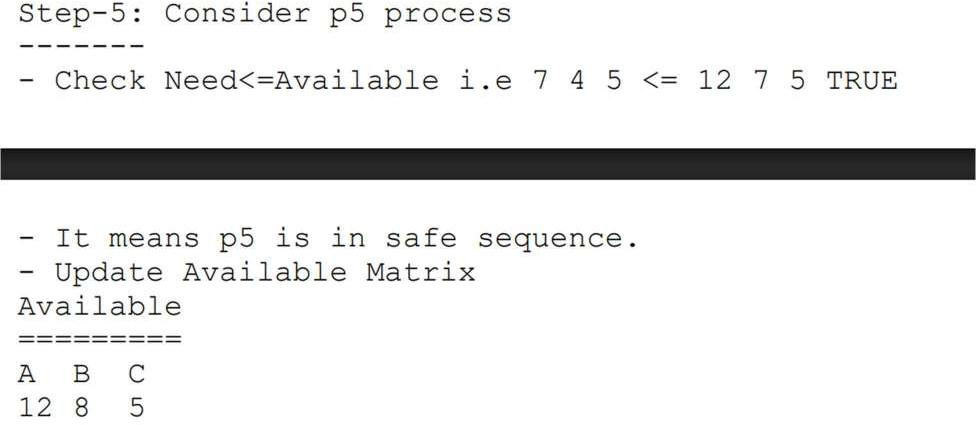 Step-5: Consider p5 process
-------
- Check Need<=Available i.e 7 4 5 <= 12 7 5 TRUE
- It means p5 is in safe sequence.
- Update Available Matrix
Available
=========
A  B  C
12 8  5